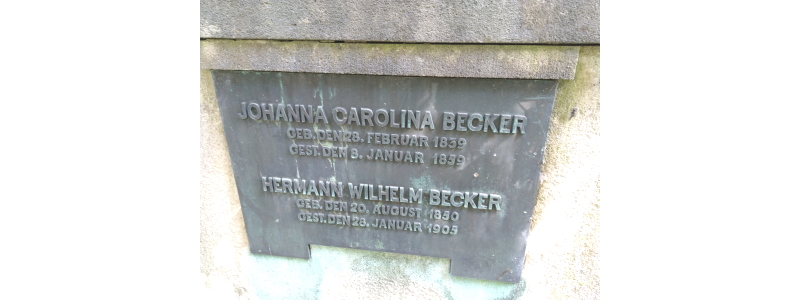 JOHANNA CAROLINA BECKER
GEB. DEN 28. FEBRUAR 1839
GEST. DEN 8. JANUAR 1859
HERMANN WILHELM BECKER
GEB. DEN 20. AUGUST 1850
GEST. DEN 28. JANUAR 1905